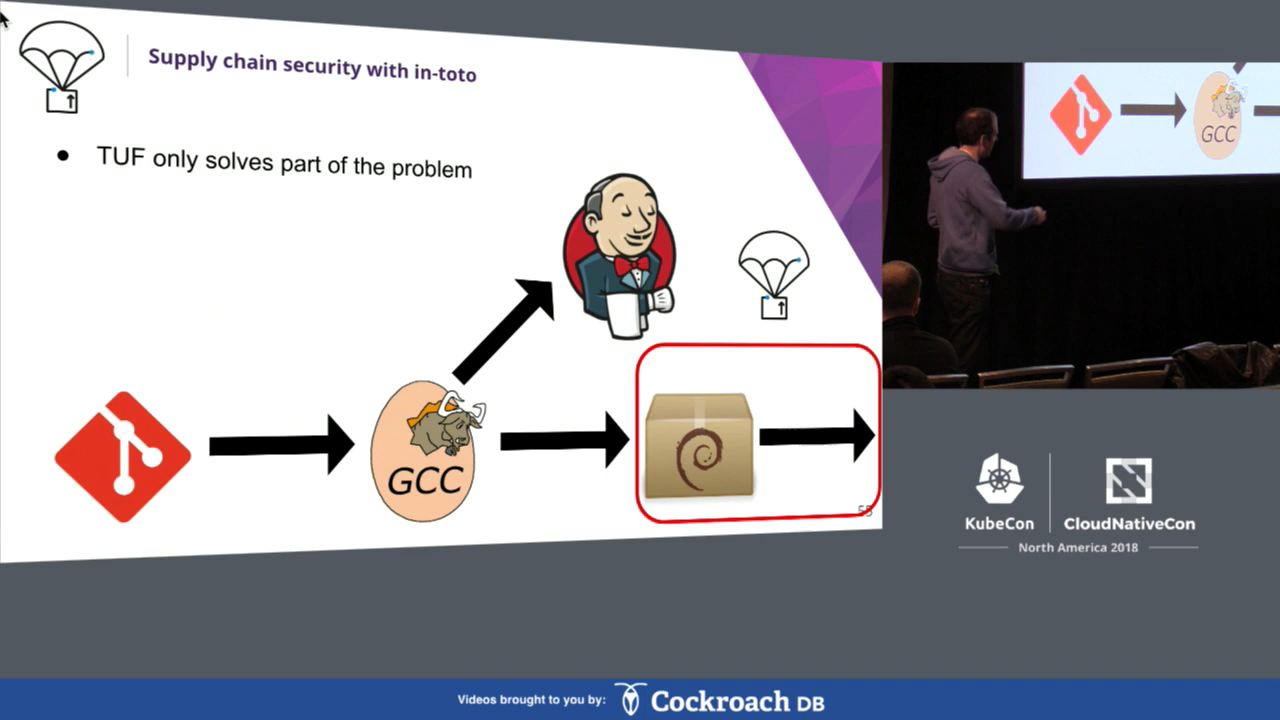 Supply chain security with in-toto
● TUF only solves part of the problem
GCC
GCC
55
KubeCon
CloudNativeCon
North America 2018
Videos brought to you by:
Cockroach DB